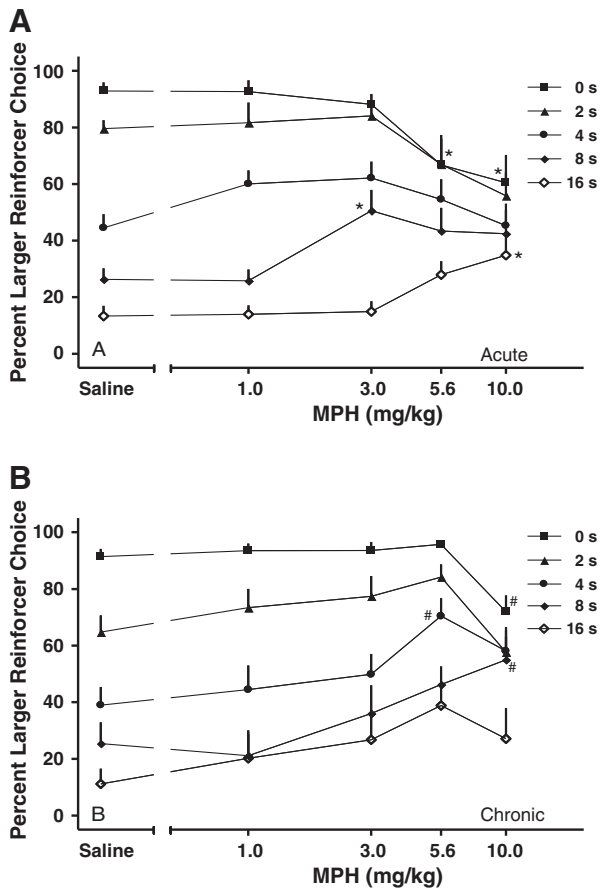 A
Percent Larger Reinforcer Choice
100
80
60
40
20
0
0 s
2 s
4 s
8 s
16 s
*
*
*
*
A
Acute
Saline
1.0
3.0
5.6
10.0
MPH (mg/kg)
B
Percent Larger Reinforcer Choice
100
80
60
40
20
0
0 s
2 s
4 s
8 s
16 s
#
#
#
B
Chronic
Saline
1.0
3.0
5.6
10.0
MPH (mg/kg)